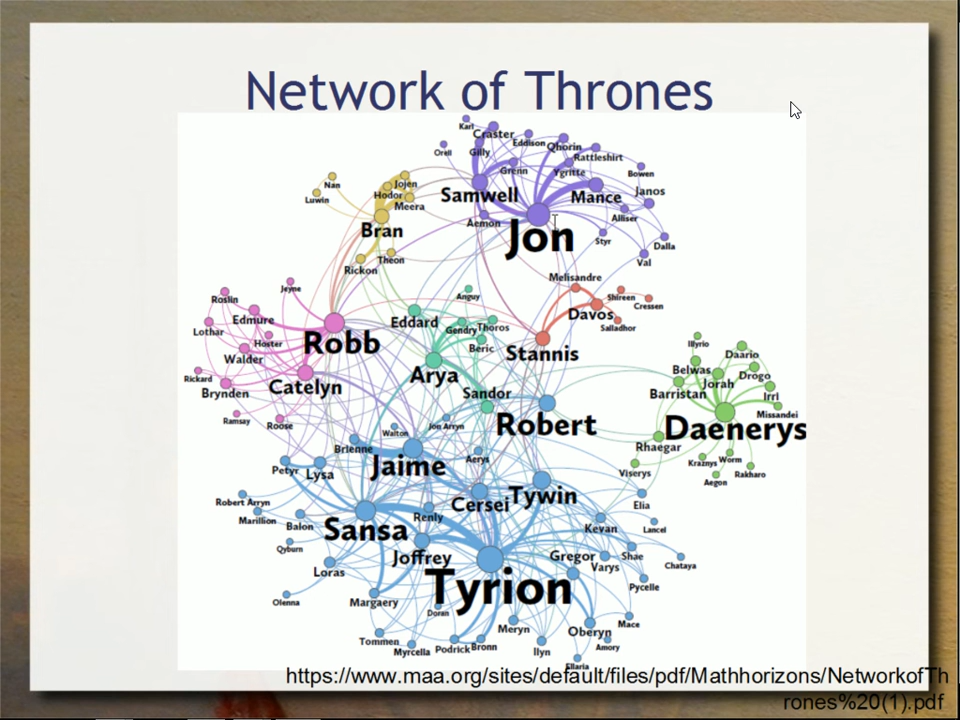 Network of Thrones
Karl
Craster
Eddison
Qhorin
Orell
Gilly
Rattleshirt
Grenn
Ygritte
Bowen
Nan
Jojen
Luwin
Hodor
Samwell
Mance
Janos
Meera
Aemon
Alliser
Bran
Jon
Styr
Dalla
Theon
Val
Rickon
Melisandre
Jeyne
Anguy
Shireen
Roslin
Cressen
Edmure
Eddard
Davos
Lothar
Gendry
Thoros
Salladhor
Hoster
Robb
Beric
Stannis
Illyrio
Walder
Daario
Rickard
Catelyn
Arya
Belwas
Drogo
Brynden
Sandor
Barristan
Jorah
Irri
Ramsay
Roose
Jon Arryn
Robert
Missandei
Walton
Daenerys
Brienne
Rhaegar
Petyr
Lysa
Jaime
Aerys
Kraznys
Worm
Viserys
Rakharo
Aegon
Robert Arryn
Cersei
Tywin
Elia
Marillion
Balon
Sansa
Renly
Kevan
Lancel
Qyburn
Joffrey
Gregor
Shae
Loras
Varys
Chataya
Tyrion
Pycelle
Olenna
Margaery
Doran
Mace
Tommen
Meryn
Oberyn
Myrcella
Podrick
Bronn
Ilyn
Amory
Ellaria
https://www.maa.org/sites/default/files/pdf/Mathhorizons/NetworkofTh
rones%20(1).pdf